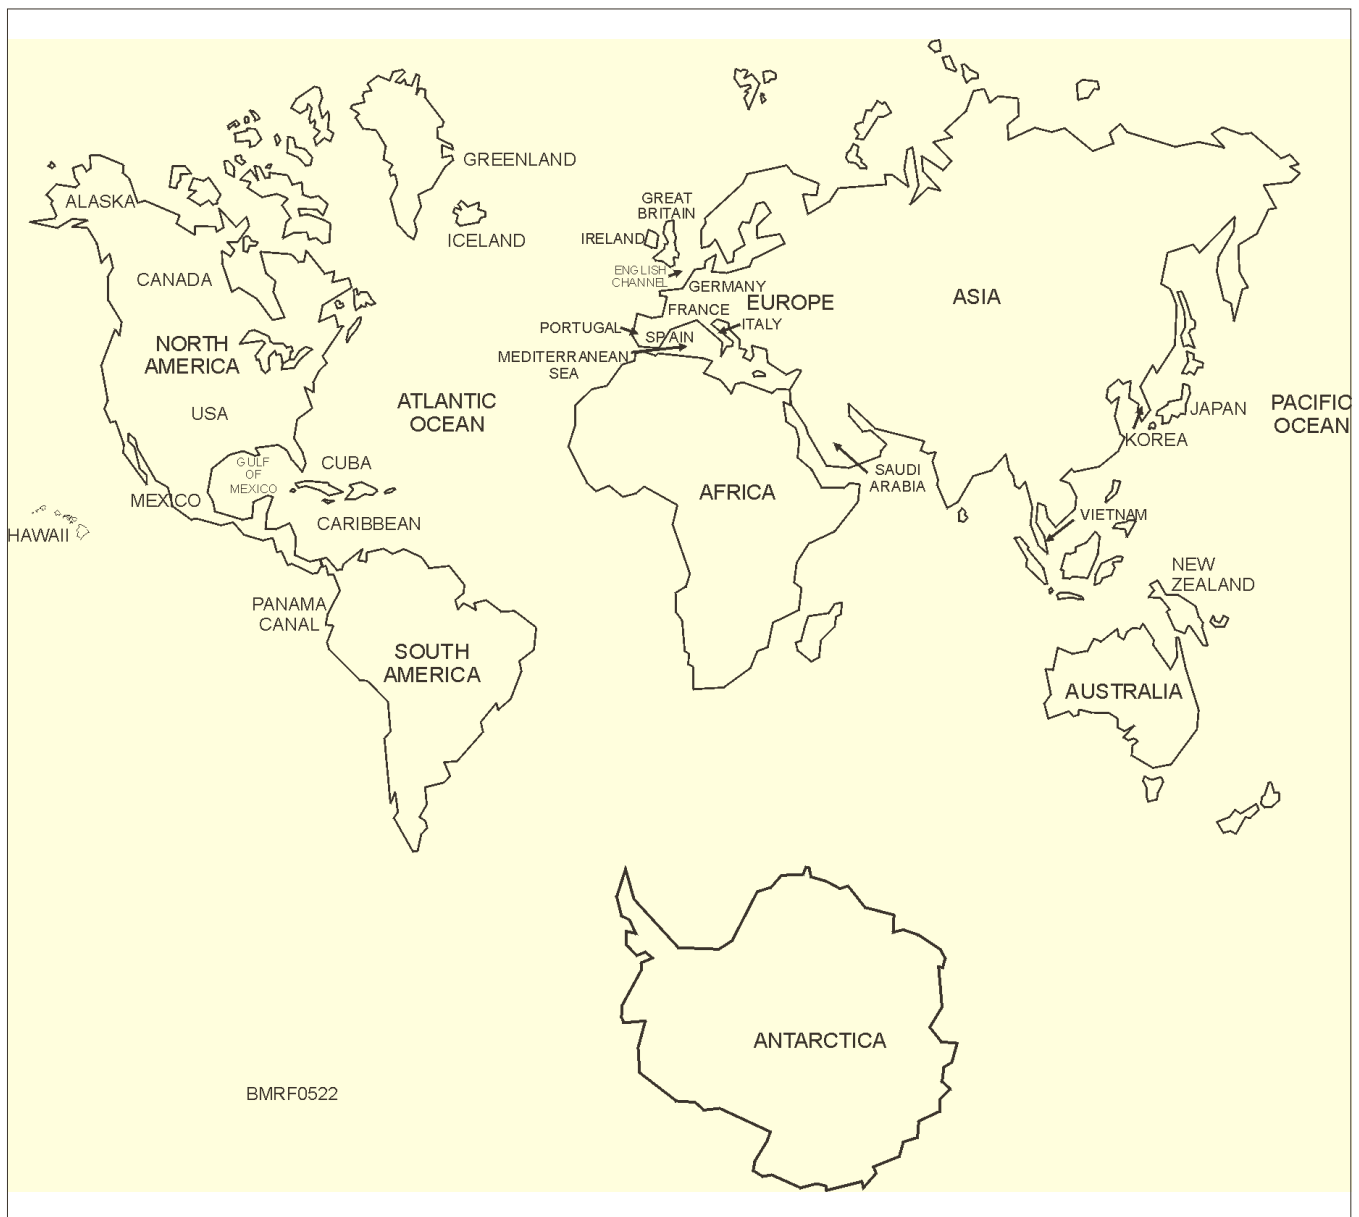 GREENLAND
ALASKA
GREAT
BRITAIN
IRELAND
ICELAND
ENGLISH
CHANNEL
CANADA
GERMANY
EUROPE
ASIA
FRANCE
ITALY
PORTUGAL
SPAIN
NORTH
AMERICA
MEDITERRANEAN
SEA
USA
ATLANTIC
OCEAN
PACIFIC
OCEAN
JAPAN
KOREA
GULF
OF
MEXICO
CUBA
SAUDI
ARABIA
MEXICO
AFRICA
CARIBBEAN
VIETNAM
HAWAII
NEW
ZEALAND
PANAMA
CANAL
SOUTH
AMERICA
AUSTRALIA
ANTARCTICA
BMRF0522